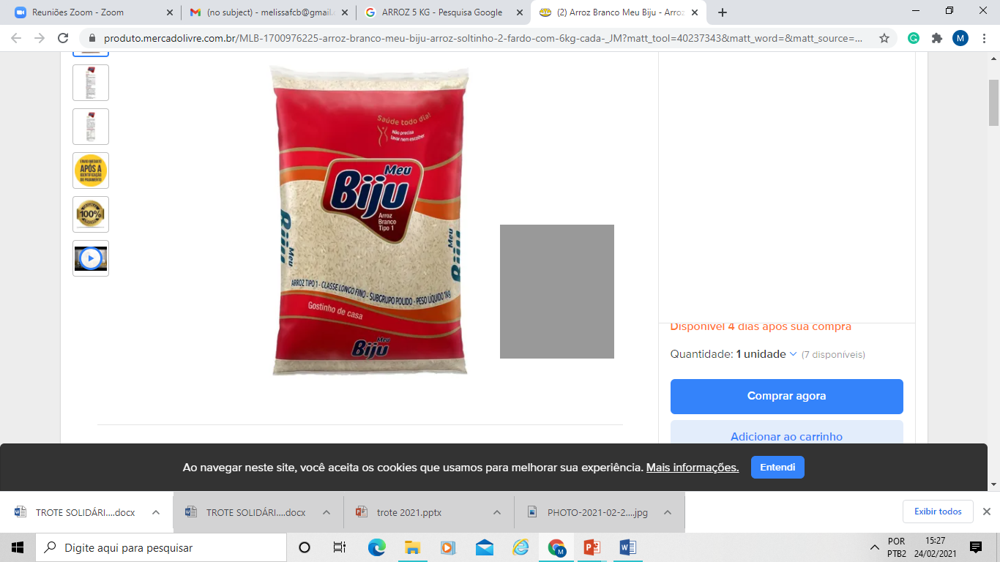 Reuniões Zoom - Zoom
(no subject) - melissafcb@gmail.c
ARROZ 5 KG - Pesquisa Google
(2) Arroz Branco Meu Biju - Arroz
produto.mercadolivre.com.br/MLB-1700976225-arroz-branco-meu-biju-arroz-soltinho-2-fardo-com-6kg-cada-_JM?matt_tool=40237343&matt_word=&matt_source=...
M
Saúde todo dia!
Não precisa
lavar nem escolher
Meu
Biju
Arroz
Branco
Tipo 1
Meu Biju
Meu Biju
ARROZ TIPO 1 - CLASSE LONGO FINO - SUBGRUPO POLIDO - PESO LÍQUIDO 1Kg
Gostinho de casa
Meu
Biju
ENVIO IMEDIATO
APÓS A
IDENTIFICAÇÃO
DO PAGAMENTO
100%
Disponível 4 dias após sua compra
Quantidade: 1 unidade (7 disponíveis)
Comprar agora
Adicionar ao carrinho
Ao navegar neste site, você aceita os cookies que usamos para melhorar sua experiência. Mais informações.
Entendi
TROTE SOLIDÁRI....docx
TROTE SOLIDÁRI....docx
trote 2021.pptx
PHOTO-2021-02-2....jpg
Exibir todos
Digite aqui para pesquisar
POR
PTB2
15:27
24/02/2021